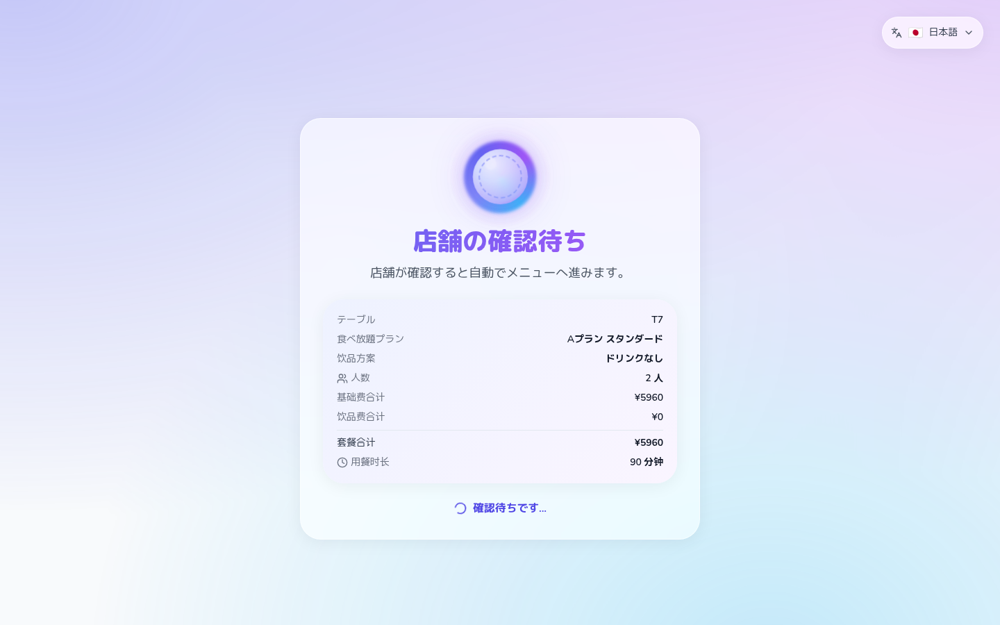 日本語
店舗の確認待ち
店舗が確認すると自動でメニューへ進みます。
テーブル T7
食べ放題プラン Aプラン スタンダード
饮品方案 ドリンクなし
人数 2 人
基础费合计 ¥5960
饮品费合计 ¥0
套餐合计 ¥5960
用餐时长 90 分钟
確認待ちです...